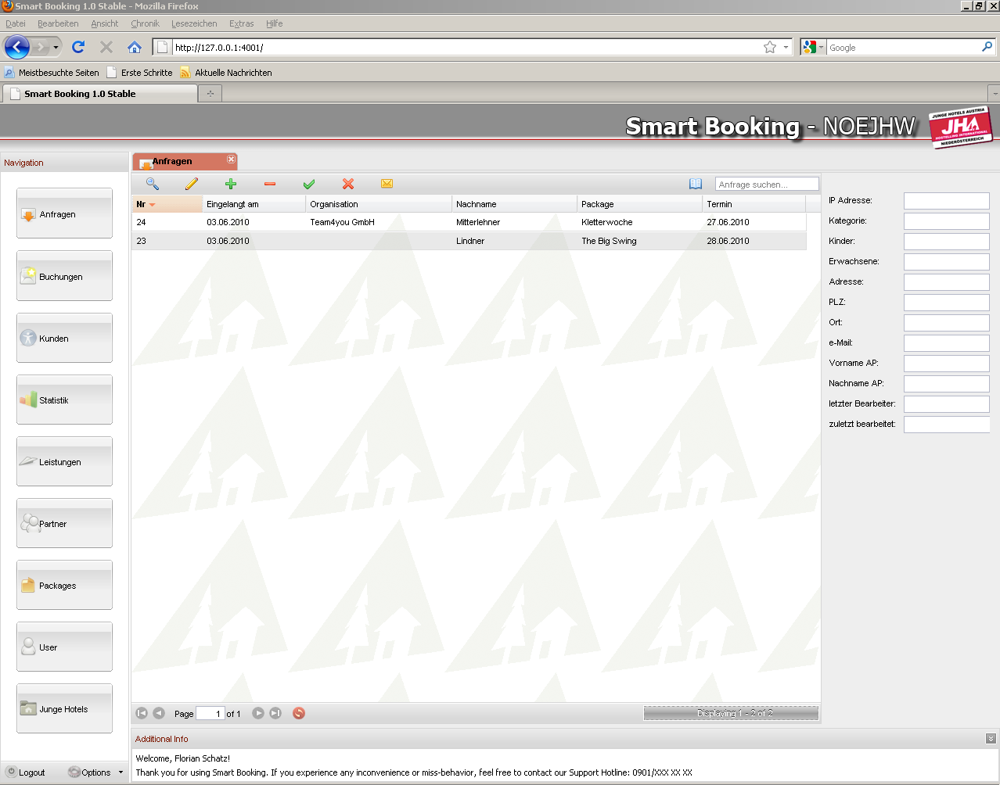 Smart Booking 1.0 Stable - Mozilla Firefox
Datei Bearbeiten Ansicht Chronik Lesezeichen Extras Hilfe
http://127.0.0.1:4001/
Google
Meistbesuchte Seiten Erste Schritte Aktuelle Nachrichten
Smart Booking 1.0 Stable
Smart Booking - NOEJHW
JUNGE HOTELS AUSTRIA
JHA
HOSTELLING INTERNATIONAL
NIEDERÖSTERREICH
Navigation
Anfragen
Buchungen
Kunden
Statistik
Leistungen
Partner
Packages
User
Junge Hotels
Logout Options
Anfragen
Anfrage suchen...
Nr Eingelangt am Organisation Nachname Package Termin
24 03.06.2010 Team4you GmbH Mitterlehner Kletterwoche 27.06.2010
23 03.06.2010 Lindner The Big Swing 28.06.2010
Page 1 of 1
Displaying 1 - 2 of 2
IP Adresse:
Kategorie:
Kinder:
Erwachsene:
Adresse:
PLZ:
Ort:
e-Mail:
Vorname AP:
Nachname AP:
letzter Bearbeiter:
zuletzt bearbeitet:
Additional Info
Welcome, Florian Schatz!
Thank you for using Smart Booking. If you experience any inconvenience or miss-behavior, feel free to contact our Support Hotline: 0901/XXX XX XX